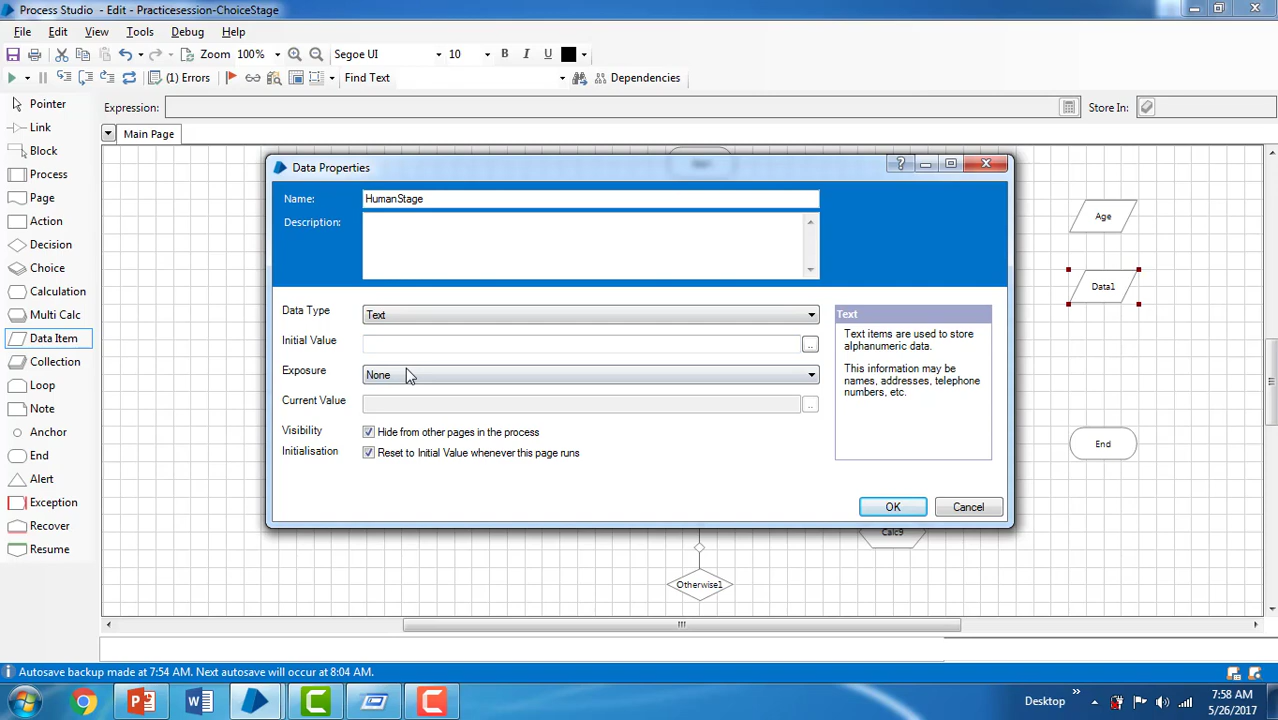 Process Studio - Edit - Practicesession-ChoiceStage
File Edit View Tools Debug Help
Zoom 100% Segoe UI 10 B I U
(1) Errors Find Text Dependencies
Pointer
Expression: Store In:
Link
Main Page
Block
Process
Page
Action
Decision
Choice
Calculation
Multi Calc
Data Item
Collection
Loop
Note
Anchor
End
Alert
Exception
Recover
Resume
Data Properties
Name: HumanStage
Description:
Data Type Text
Initial Value
Exposure None
Current Value
Visibility Hide from other pages in the process
Initialisation Reset to Initial Value whenever this page runs
Text
Text items are used to store
alphanumeric data.
This information may be
names, addresses, telephone
numbers, etc.
OK Cancel
Age
Data1
End
Calc9
Otherwise1
Autosave backup made at 7:54 AM. Next autosave will occur at 8:04 AM.
Desktop
7:58 AM
5/26/2017